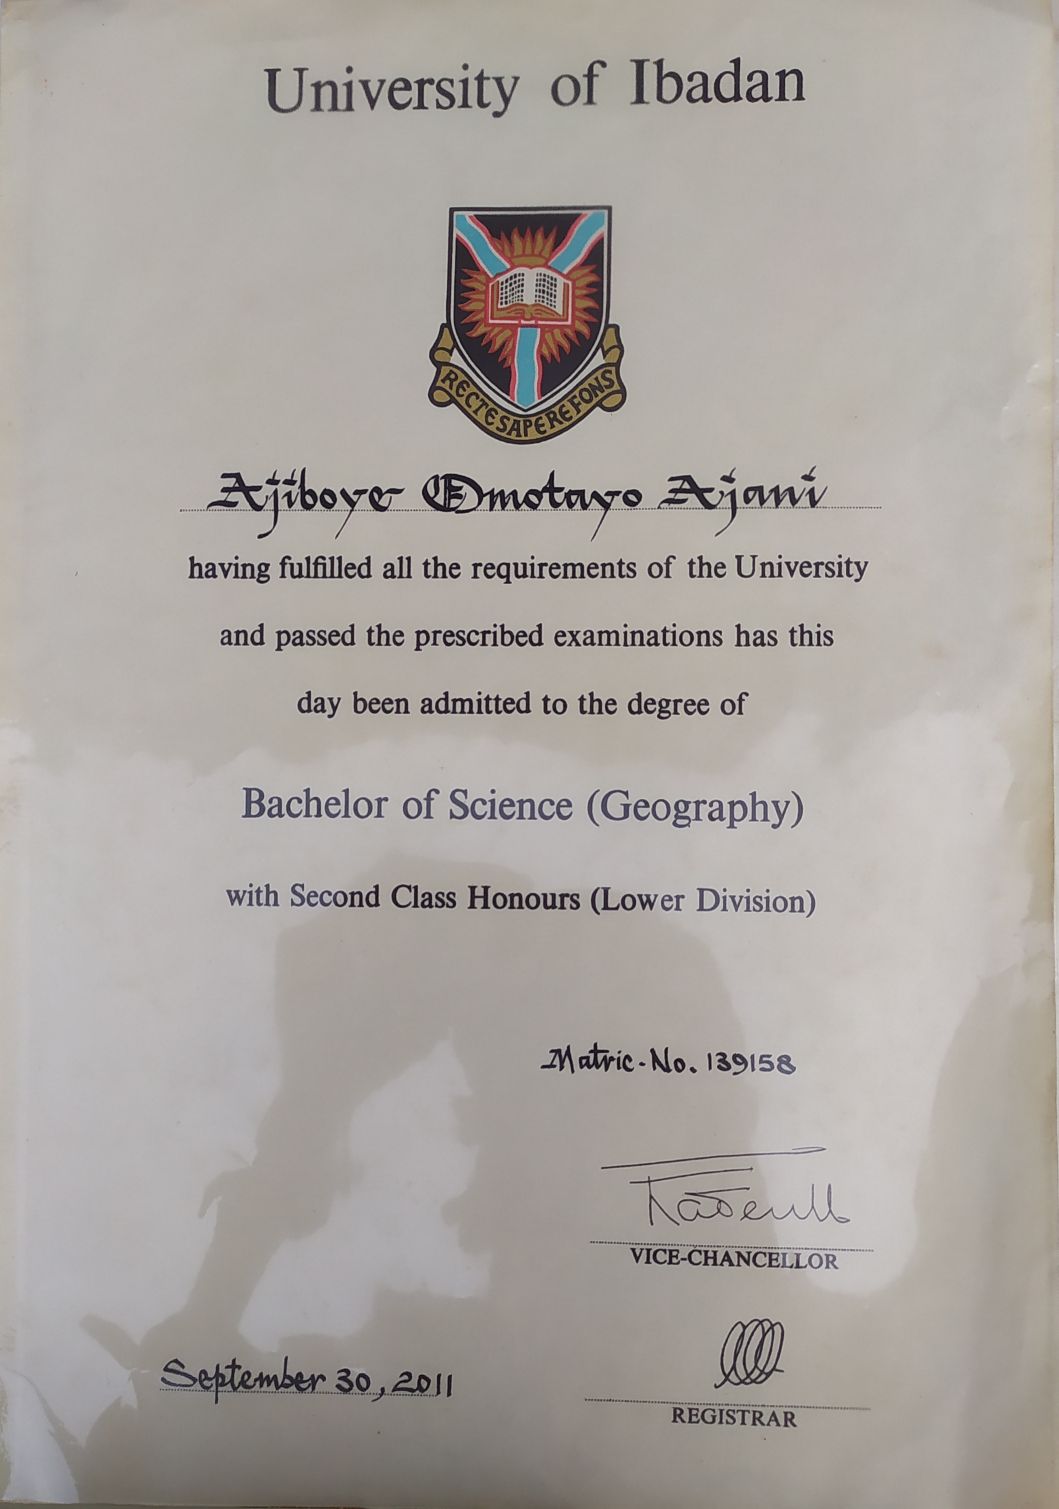 University of Ibadan
RECTE SAPERE FONS
Ajiboye Omotayo Ajani
having fulfilled all the requirements of the University
and passed the prescribed examinations has this
day been admitted to the degree of
Bachelor of Science (Geography)
with Second Class Honours (Lower Division)
Matric-No. 139158
VICE-CHANCELLOR
September 30, 2011
REGISTRAR